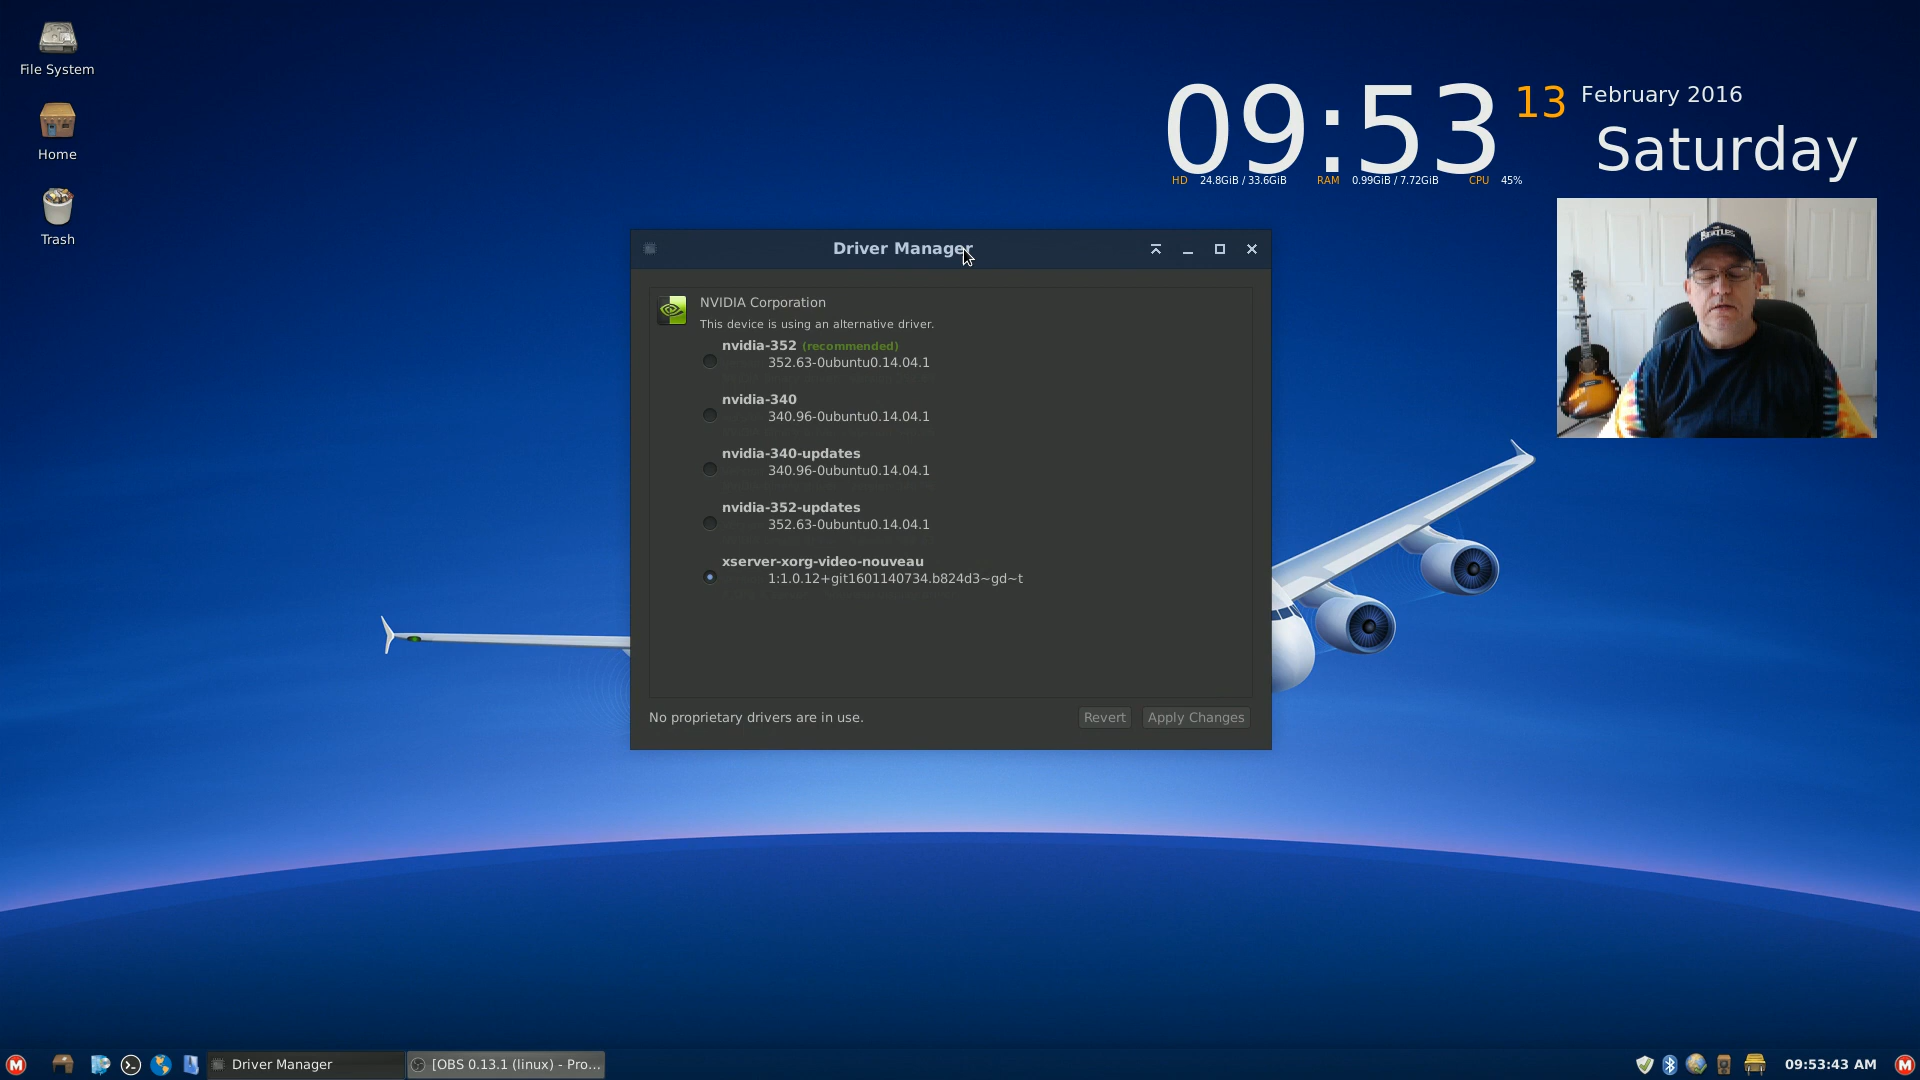 File System
Home
Trash
09:53 13 February 2016
Saturday
HD 24.8GiB / 33.6GiB RAM 0.99GiB / 7.72GiB CPU 45%
BEATLES
Driver Manager
NVIDIA Corporation
This device is using an alternative driver.
nvidia-352 (recommended)
352.63-0ubuntu0.14.04.1
nvidia-340
340.96-0ubuntu0.14.04.1
nvidia-340-updates
340.96-0ubuntu0.14.04.1
nvidia-352-updates
352.63-0ubuntu0.14.04.1
xserver-xorg-video-nouveau
1:1.0.12+git1601140734.b824d3~gd~t
No proprietary drivers are in use.
Revert
Apply Changes
Driver Manager
[OBS 0.13.1 (linux) - Pro...
09:53:43 AM